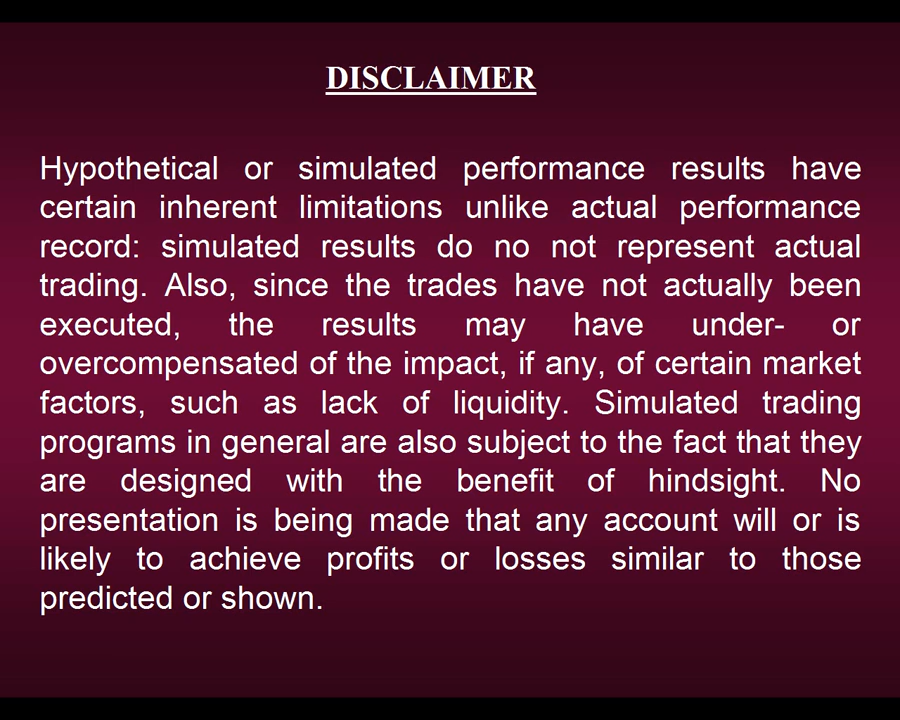 DISCLAIMER
Hypothetical or simulated performance results have
certain inherent limitations unlike actual performance
record: simulated results do no not represent actual
trading. Also, since the trades have not actually been
executed, the results may have under- or
overcompensated of the impact, if any, of certain market
factors, such as lack of liquidity. Simulated trading
programs in general are also subject to the fact that they
are designed with the benefit of hindsight. No
presentation is being made that any account will or is
likely to achieve profits or losses similar to those
predicted or shown.